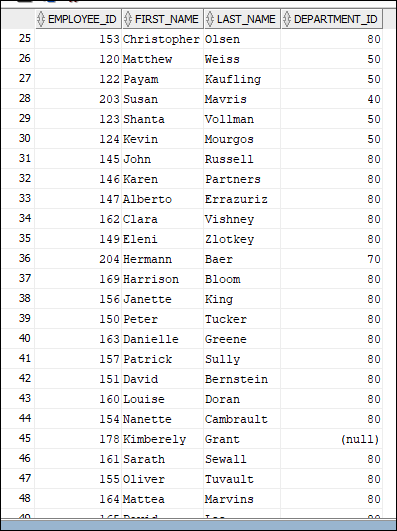 EMPLOYEE_ID FIRST_NAME LAST_NAME DEPARTMENT_ID
25 153 Christopher Olsen 80
26 120 Matthew Weiss 50
27 122 Payam Kaufling 50
28 203 Susan Mavris 40
29 123 Shanta Vollman 50
30 124 Kevin Mourgos 50
31 145 John Russell 80
32 146 Karen Partners 80
33 147 Alberto Errazuriz 80
34 162 Clara Vishney 80
35 149 Eleni Zlotkey 80
36 204 Hermann Baer 70
37 169 Harrison Bloom 80
38 156 Janette King 80
39 150 Peter Tucker 80
40 163 Danielle Greene 80
41 157 Patrick Sully 80
42 151 David Bernstein 80
43 160 Louise Doran 80
44 154 Nanette Cambrault 80
45 178 Kimberely Grant (null)
46 161 Sarath Sewall 80
47 155 Oliver Tuvault 80
48 164 Mattea Marvins 80